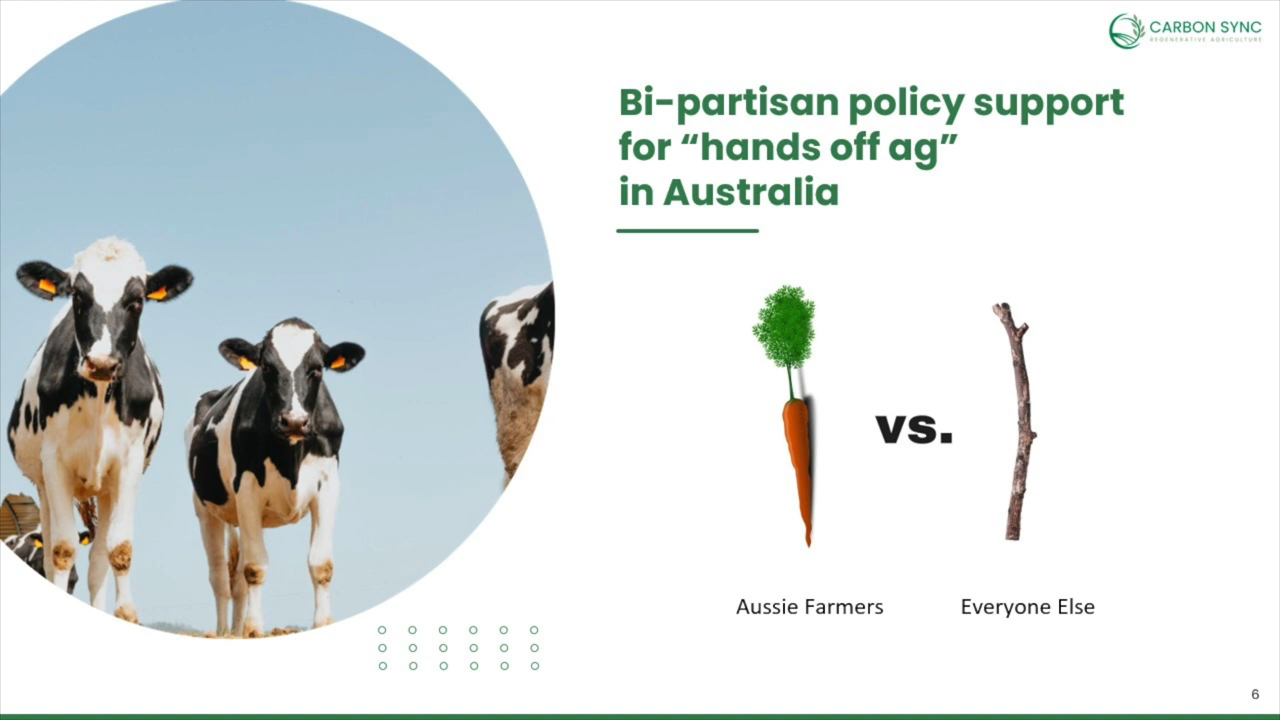 CARBON SYNC
REGENERATIVE AGRICULTURE
Bi-partisan policy support
for “hands off ag”
in Australia
vs.
Aussie Farmers
Everyone Else
6